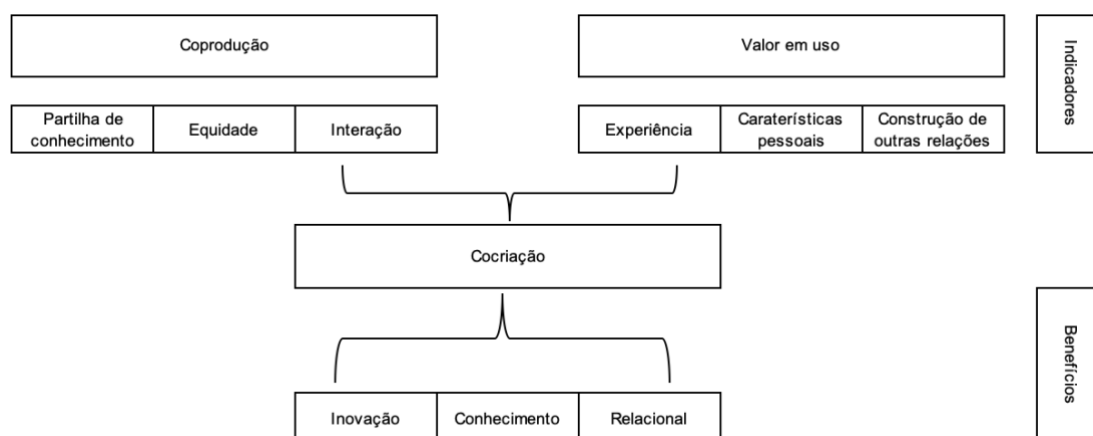 Coprodução
Valor em uso
Indicadores
Partilha de
conhecimento
Equidade
Interação
Experiência
Caraterísticas
pessoais
Construção de
outras relações
Cocriação
Benefícios
Inovação
Conhecimento
Relacional